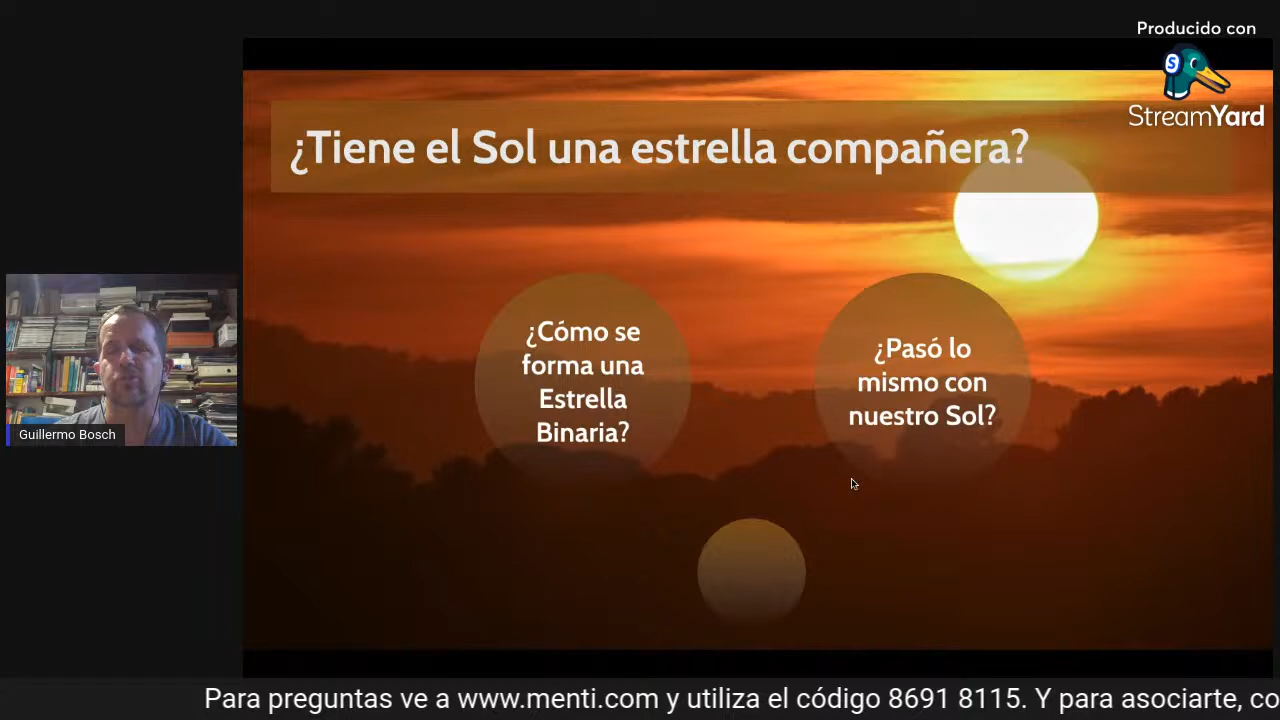 Producido con
StreamYard
¿Tiene el Sol una estrella compañera?
¿Cómo se
forma una
Estrella
Binaria?
¿Pasó lo
mismo con
nuestro Sol?
Guillermo Bosch
Para preguntas ve a www.menti.com y utiliza el código 8691 8115. Y para asociarte, co